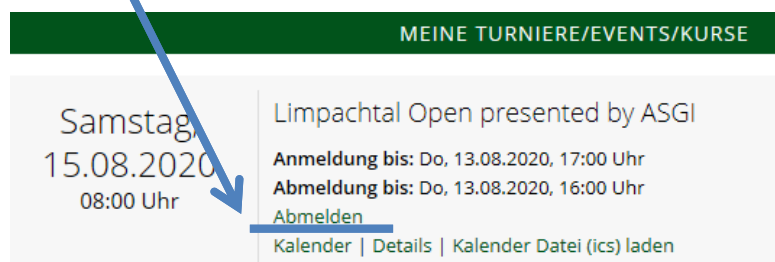 MEINE TURNIERE/EVENTS/KURSE
Samstag,
15.08.2020
08:00 Uhr
Limpachtal Open presented by ASGI
Anmeldung bis: Do, 13.08.2020, 17:00 Uhr
Abmeldung bis: Do, 13.08.2020, 16:00 Uhr
Abmelden
Kalender | Details | Kalender Datei (ics) laden